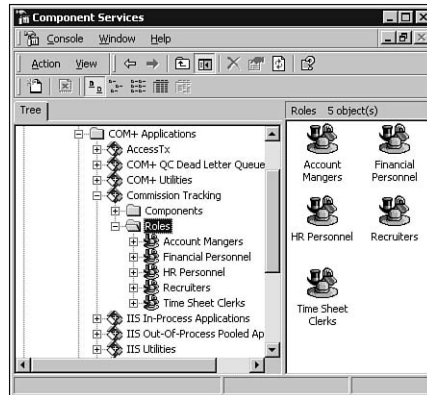 Component Services
Console Window Help
Action View
Tree
Roles 5 object(s)
COM+ Applications
AccessTx
COM+ QC Dead Letter Queue
COM+ Utilities
Commission Tracking
Components
Roles
Account Mangers
Financial Personnel
HR Personnel
Recruiters
Time Sheet Clerks
IIS In-Process Applications
IIS Out-Of-Process Pooled Ap
IIS Utilities
Account Mangers
Financial Personnel
HR Personnel
Recruiters
Time Sheet Clerks